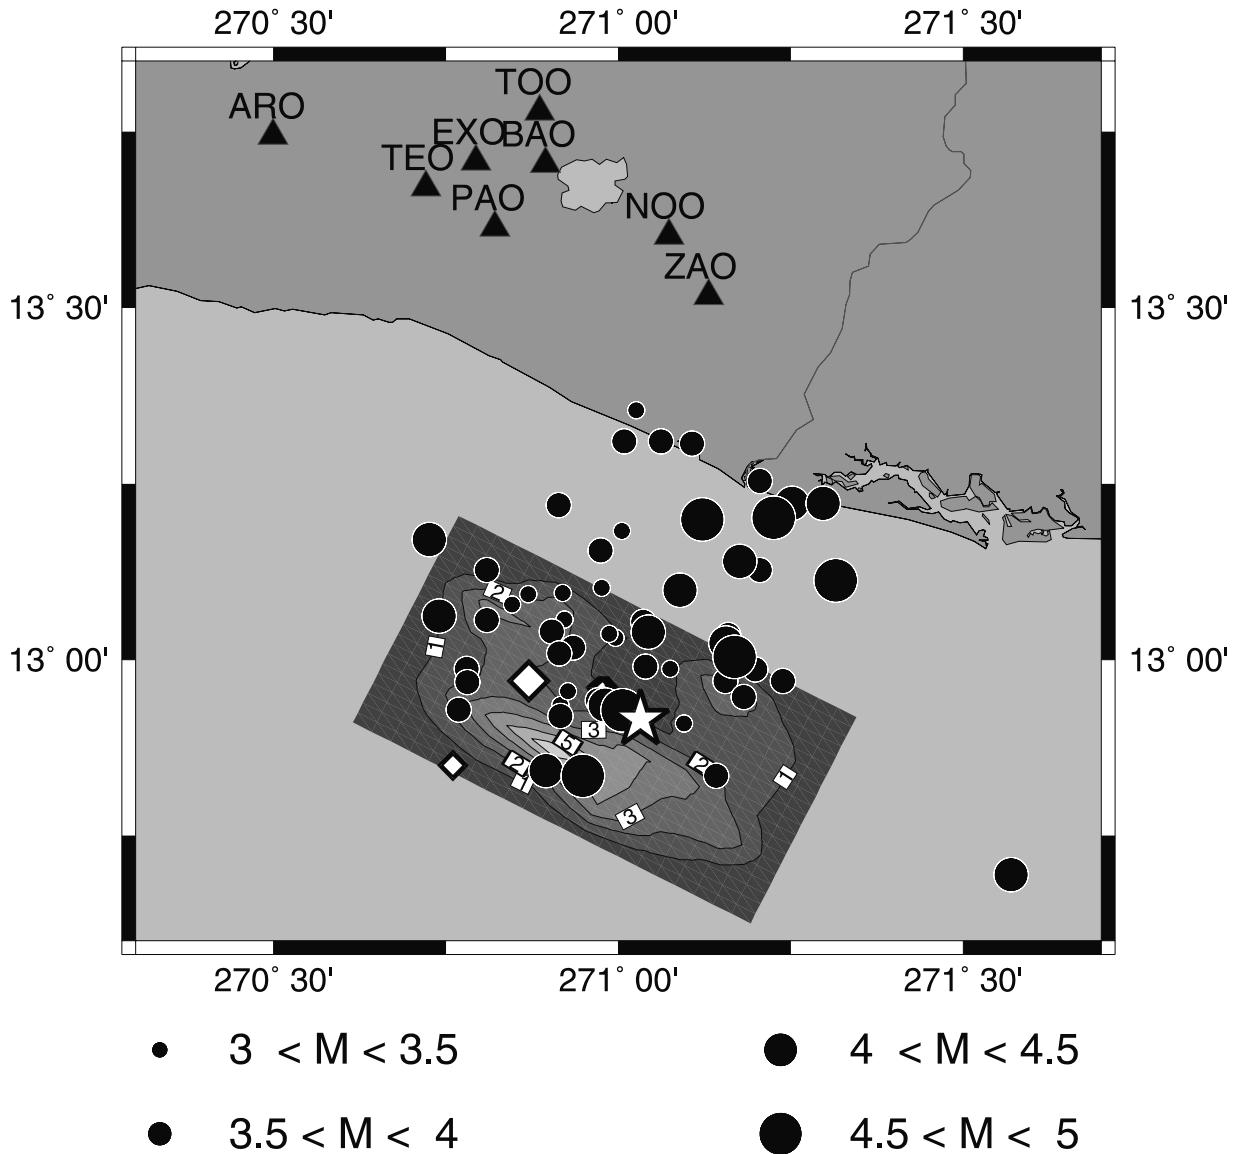 270° 30' 271° 00' 271° 30'
TOO
ARO
EXO BAO
TEO
PAO NOO
ZAO
13° 30' 13° 30'
2
1
13° 00' 13° 00'
3
5
2 2
1 1
3
270° 30' 271° 00' 271° 30'
3 < M < 3.5 4 < M < 4.5
3.5 < M < 4 4.5 < M < 5